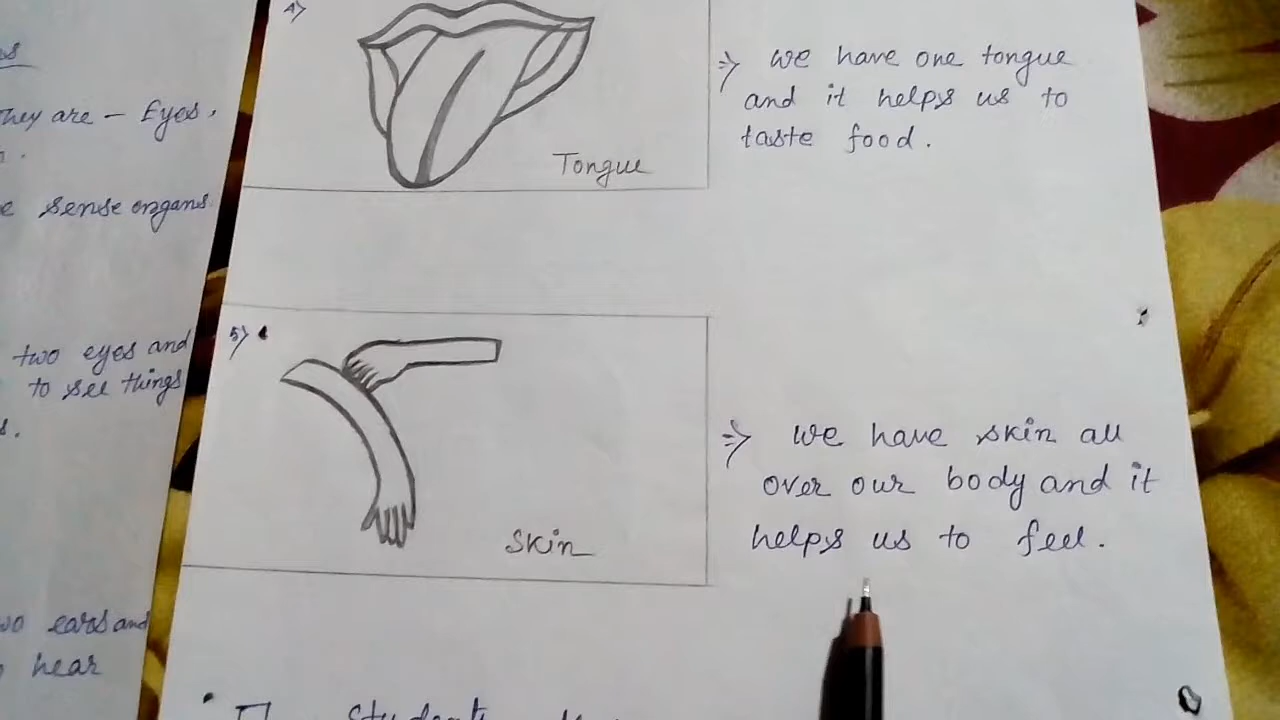 hey are - Eyes,
e sense organs
two eyes and
to see things
s.
wo ears and
hear
4)
Tongue
=> we have one tongue
and it helps us to
taste food.
5)
Skin
=> we have skin all
over our body and it
helps us to feel.